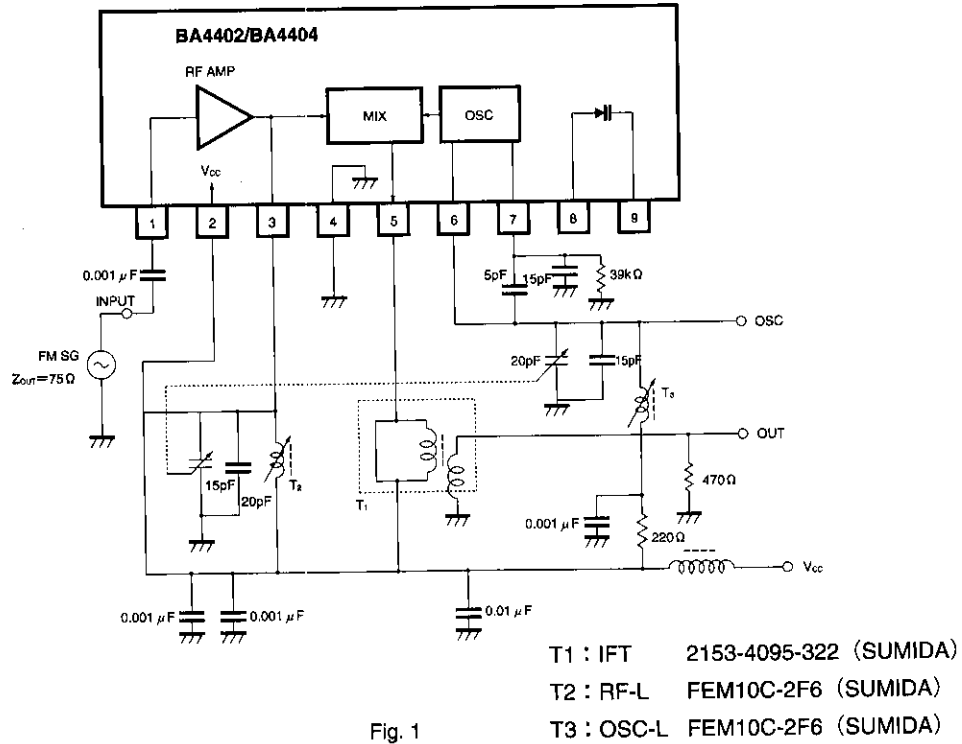 BA4402/BA4404
RF AMP
MIX
OSC
Vcc
1
2
3
4
5
6
7
8
9
0.001 μF
INPUT
FM SG
ZOUT=75Ω
5pF
15pF
39kΩ
OSC
20pF
15pF
T3
OUT
15pF
20pF
T2
T1
470Ω
0.001 μF
220Ω
Vcc
0.001 μF
0.001 μF
0.01 μF
T1 : IFT 2153-4095-322 (SUMIDA)
T2 : RF-L FEM10C-2F6 (SUMIDA)
T3 : OSC-L FEM10C-2F6 (SUMIDA)
Fig. 1